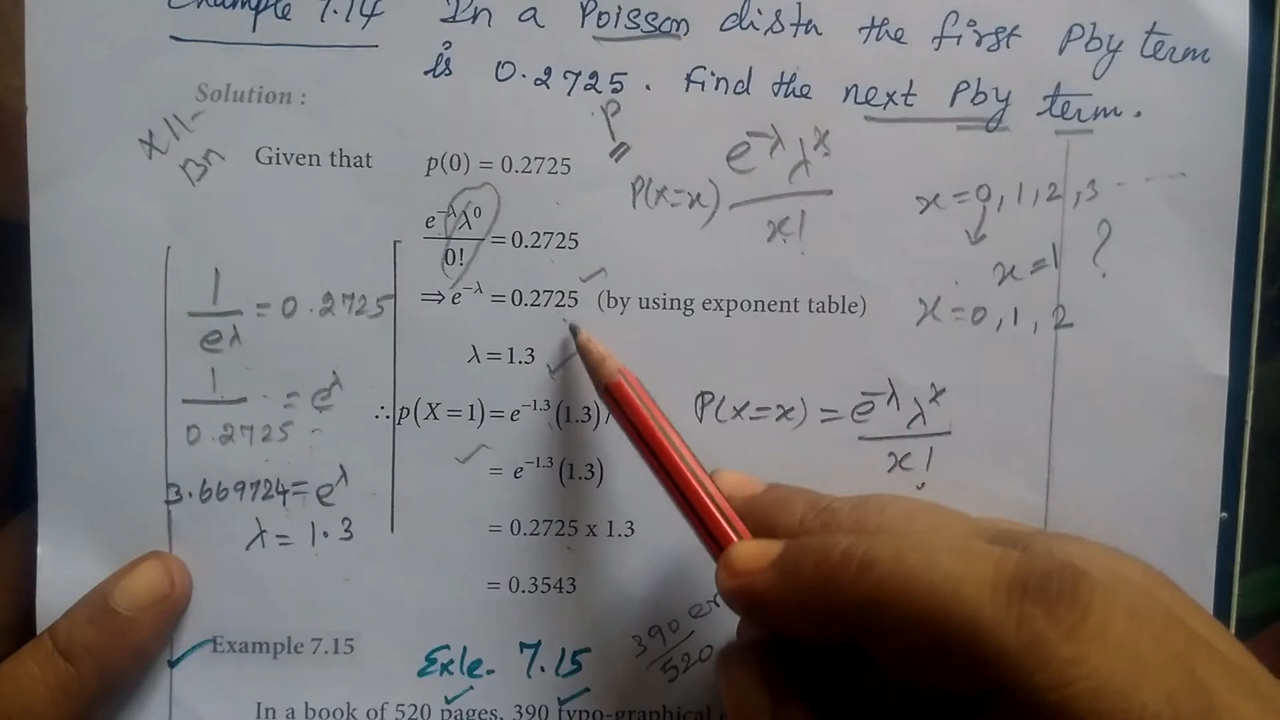 Example 7.14 In a Poisson distn the first Pby term
is 0.2725. Find the next Pby term.
Solution :
XII-
Bn
P
Given that p(0) = 0.2725
P(X=x) e^-λ λ^x / x!
x=0,1,2,3 - - -
e^-λ λ^0 / 0! = 0.2725
x=1 ?
⇒ e^-λ = 0.2725 (by using exponent table)
x=0,1,2
1/e^λ = 0.2725
λ = 1.3
1/0.2725 = e^λ
∴ p(X = 1) = e^-1.3 (1.3) /
P(X=x) = e^-λ λ^x / x!
= e^-1.3 (1.3)
3.669724 = e^λ
λ = 1.3
= 0.2725 x 1.3
= 0.3543
390 er
520
Example 7.15
Exle. 7.15
In a book of 520 pages, 390 typo-graphical